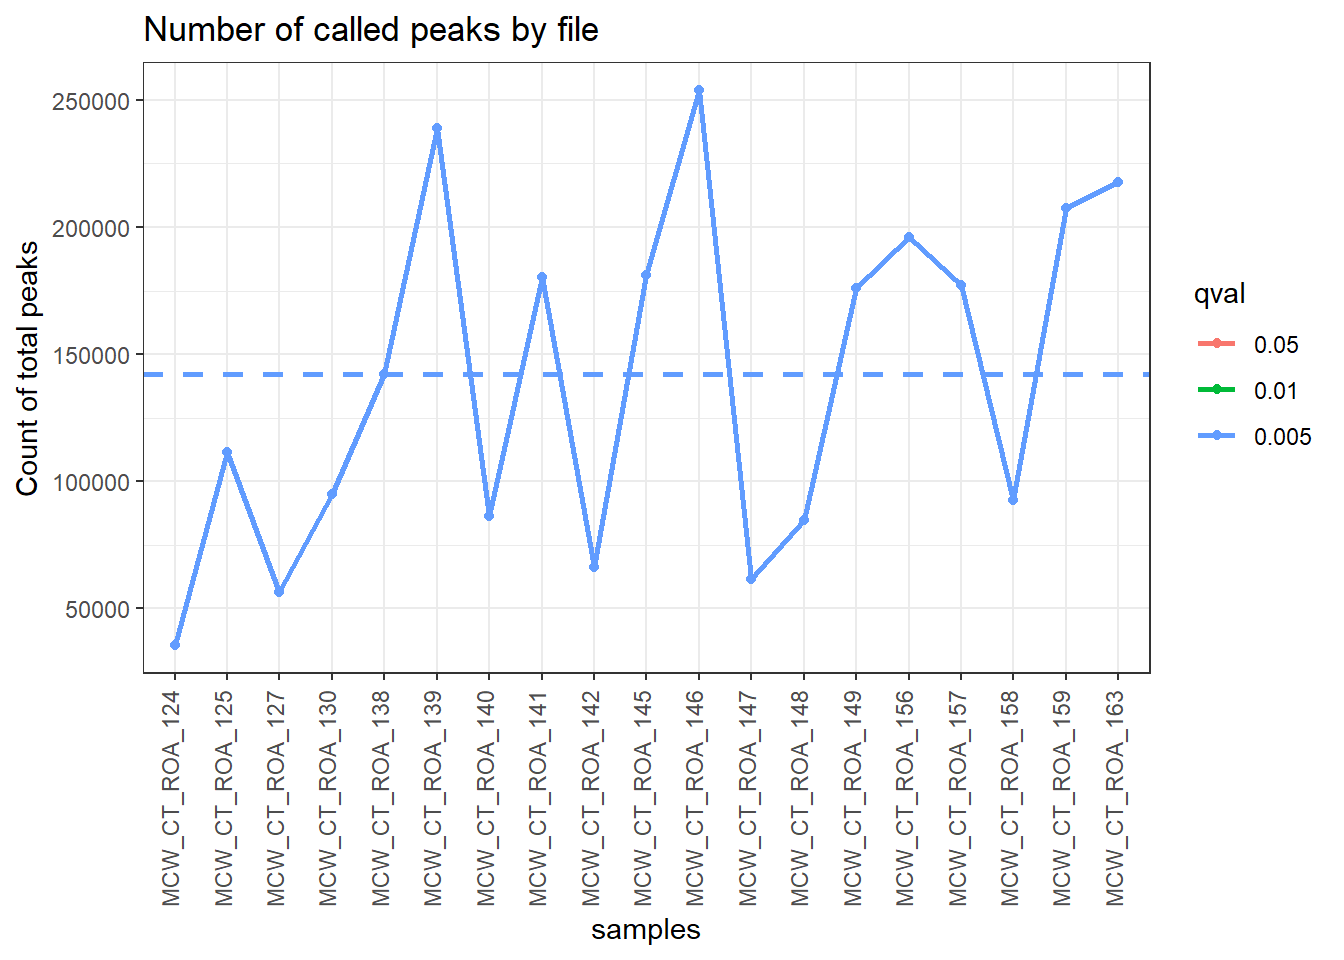 Number of called peaks by file
Count of total peaks
250000
200000
150000
100000
50000
MCW_CT_ROA_124
MCW_CT_ROA_125
MCW_CT_ROA_127
MCW_CT_ROA_130
MCW_CT_ROA_138
MCW_CT_ROA_139
MCW_CT_ROA_140
MCW_CT_ROA_141
MCW_CT_ROA_142
MCW_CT_ROA_145
MCW_CT_ROA_146
MCW_CT_ROA_147
MCW_CT_ROA_148
MCW_CT_ROA_149
MCW_CT_ROA_156
MCW_CT_ROA_157
MCW_CT_ROA_158
MCW_CT_ROA_159
MCW_CT_ROA_163
samples
qval
0.05
0.01
0.005